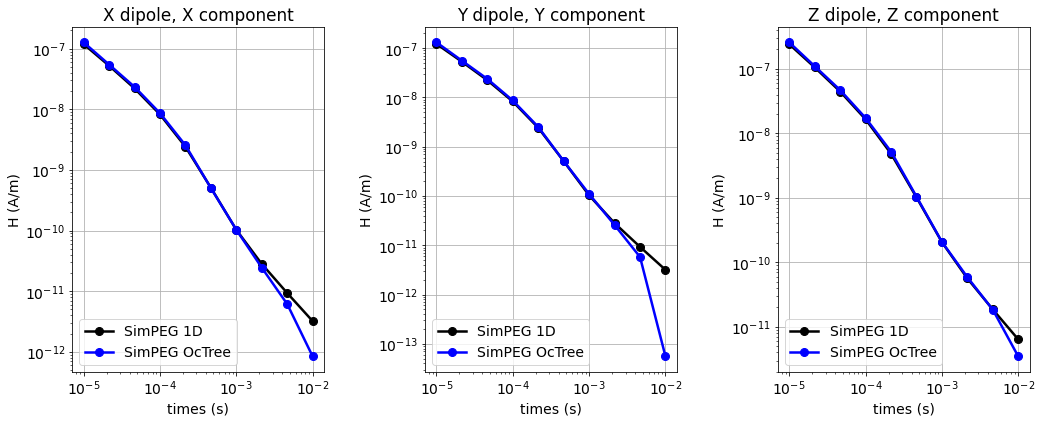 X dipole, X component
H (A/m)
10⁻⁷
10⁻⁸
10⁻⁹
10⁻¹⁰
10⁻¹¹
10⁻¹²
SimPEG 1D
SimPEG OcTree
10⁻⁵ 10⁻⁴ 10⁻³ 10⁻²
times (s)
Y dipole, Y component
H (A/m)
10⁻⁷
10⁻⁸
10⁻⁹
10⁻¹⁰
10⁻¹¹
10⁻¹²
10⁻¹³
SimPEG 1D
SimPEG OcTree
10⁻⁵ 10⁻⁴ 10⁻³ 10⁻²
times (s)
Z dipole, Z component
H (A/m)
10⁻⁷
10⁻⁸
10⁻⁹
10⁻¹⁰
10⁻¹¹
SimPEG 1D
SimPEG OcTree
10⁻⁵ 10⁻⁴ 10⁻³ 10⁻²
times (s)